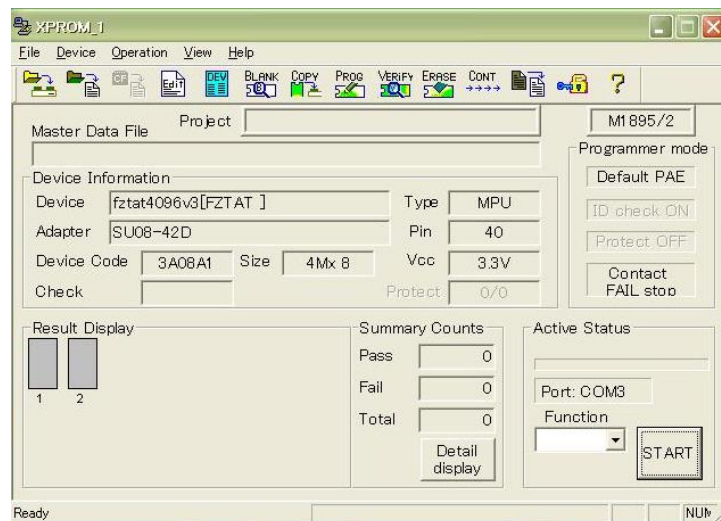 XPROM_1
File Device Operation View Help
Edit DEV BLANK COPY PROG VERIFY ERASE CONT ?
Project M1895/2
Master Data File
Programmer mode
Device Information
Default PAE
Device fztat4096v3[FZTAT ] Type MPU
ID check ON
Adapter SU08-42D Pin 40
Protect OFF
Device Code 3A08A1 Size 4Mx 8 Vcc 3.3V
Contact
FAIL stop
Check Protect 0/0
Result Display Summary Counts Active Status
Pass 0
1 2
Fail 0
Port: COM3
Total 0
Function
Detail
display
START
Ready NUM